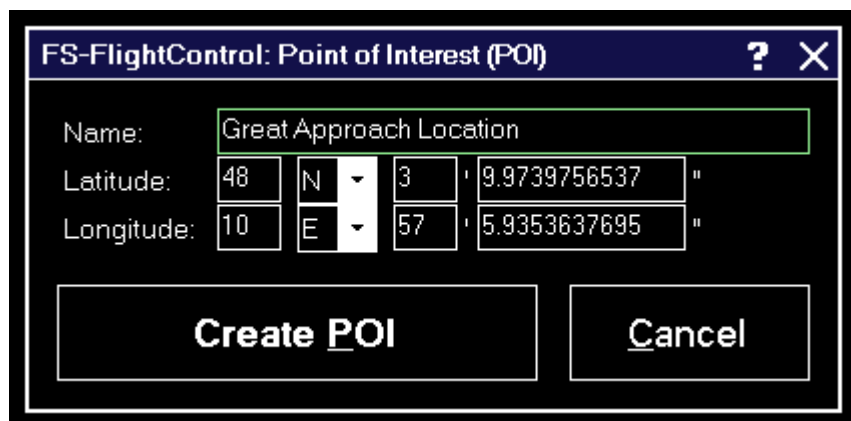 FS-FlightControl: Point of Interest (POI) ? X
Name: Great Approach Location
Latitude: 48 N 3 ' 9.9739756537 "
Longitude: 10 E 57 ' 5.9353637695 "
Create POI Cancel